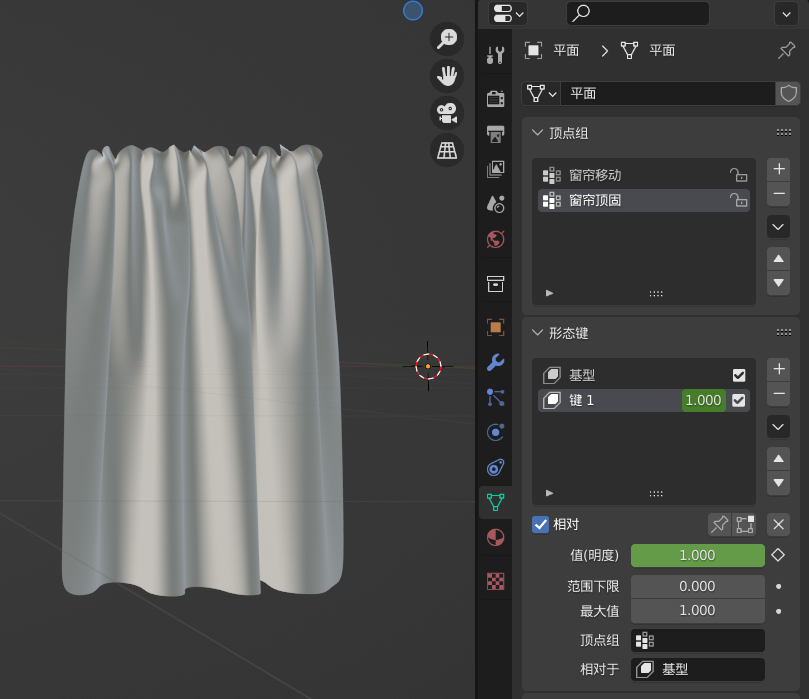 平面 平面
平面
顶点组
窗帘移动
窗帘顶固
形态键
基型
键 1 1.000
相对
值(明度) 1.000
范围下限 0.000
最大值 1.000
顶点组
相对于 基型